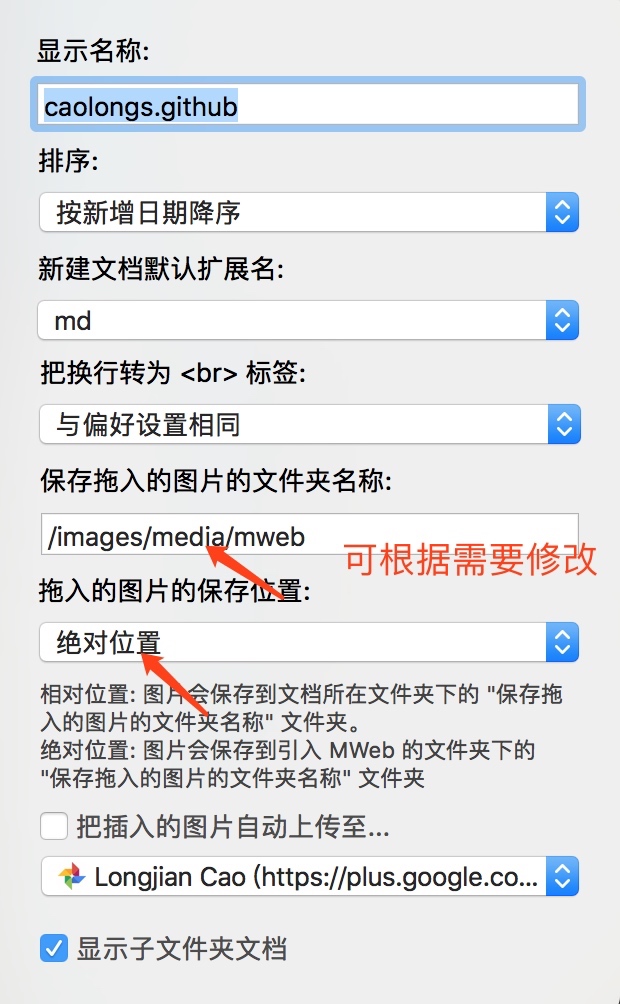 显示名称:
caolongs.github
排序:
按新增日期降序
新建文档默认扩展名:
md
把换行转为 <br> 标签:
与偏好设置相同
保存拖入的图片的文件夹名称:
/images/media/mweb
可根据需要修改
拖入的图片的保存位置:
绝对位置
相对位置: 图片会保存到文档所在文件夹下的 "保存拖
入的图片的文件夹名称" 文件夹。
绝对位置: 图片会保存到引入 MWeb 的文件夹下的
"保存拖入的图片的文件夹名称" 文件夹
把插入的图片自动上传至...
Longjian Cao (https://plus.google.co...
显示子文件夹文档